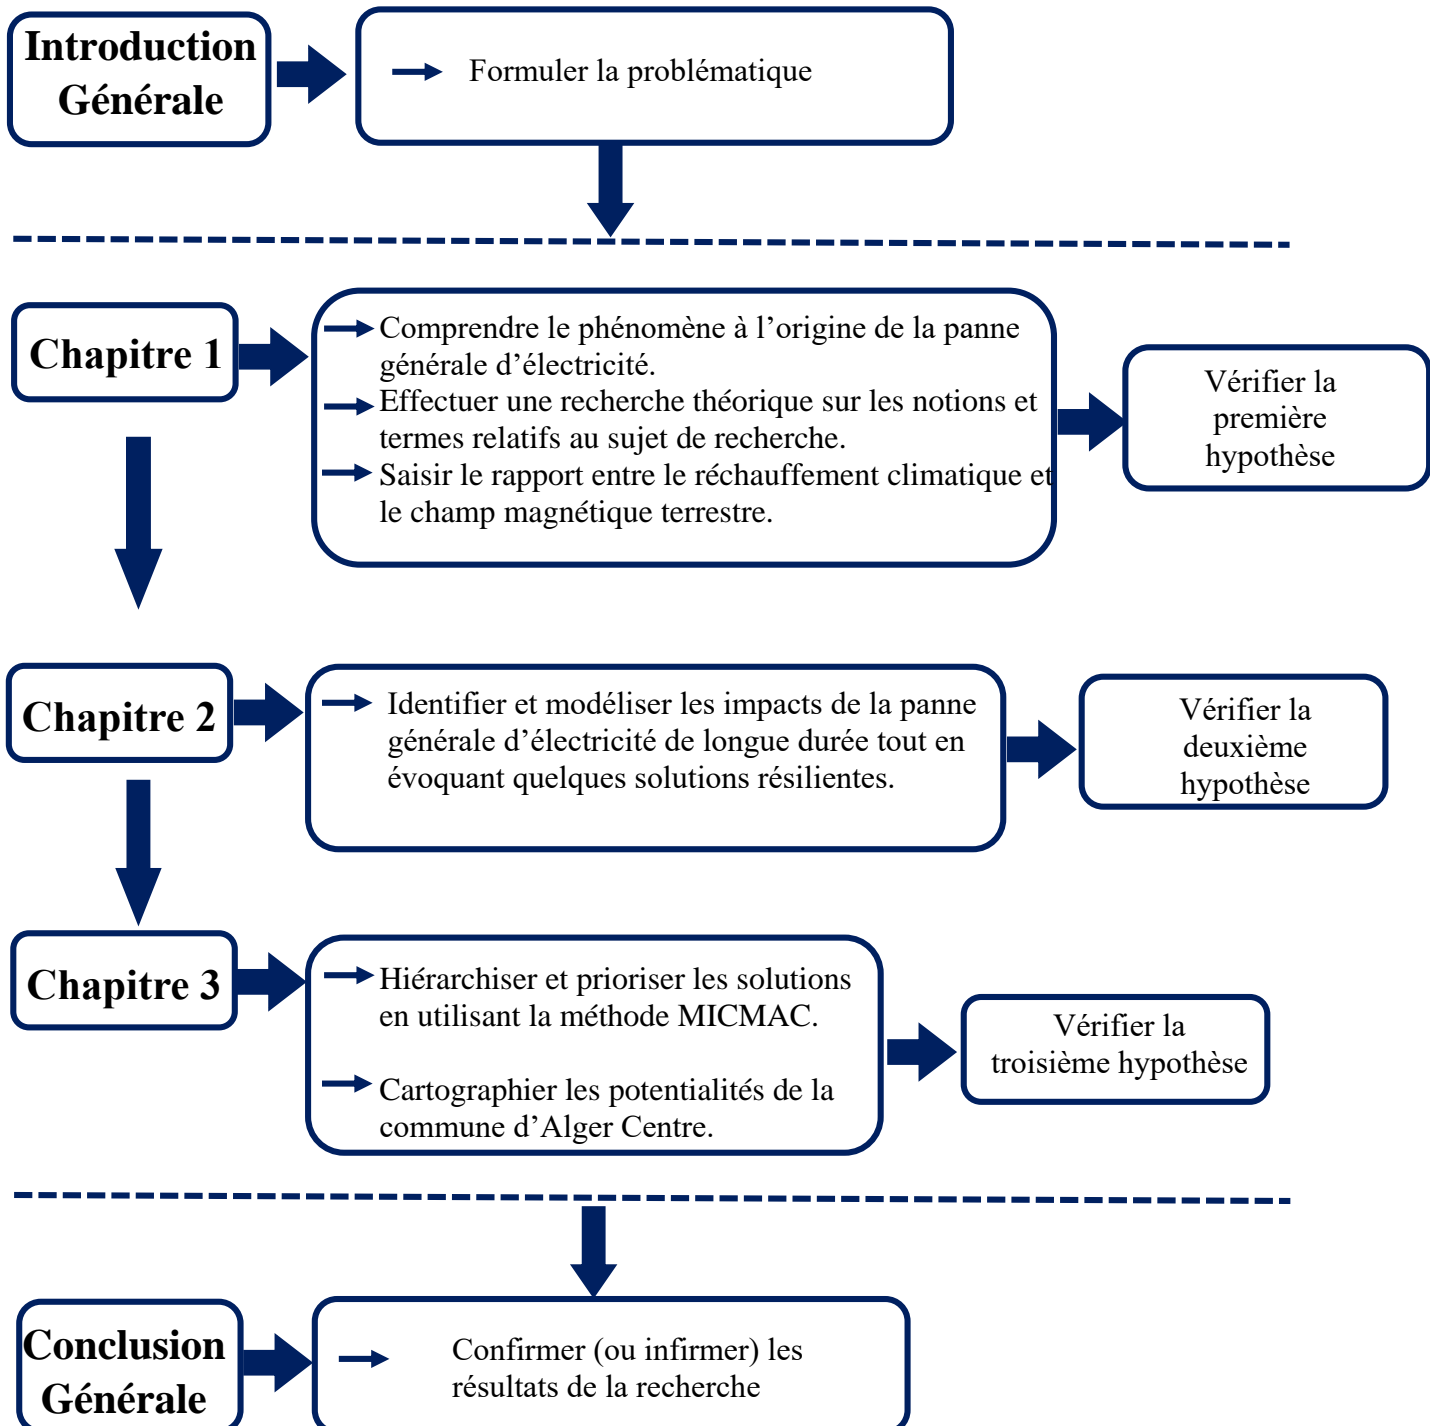 Introduction
Générale
Formuler la problématique
Chapitre 1
Comprendre le phénomène à l’origine de la panne
générale d’électricité.
Effectuer une recherche théorique sur les notions et
termes relatifs au sujet de recherche.
Saisir le rapport entre le réchauffement climatique et
le champ magnétique terrestre.
Vérifier la
première
hypothèse
Chapitre 2
Identifier et modéliser les impacts de la panne
générale d’électricité de longue durée tout en
évoquant quelques solutions résilientes.
Vérifier la
deuxième
hypothèse
Chapitre 3
Hiérarchiser et prioriser les solutions
en utilisant la méthode MICMAC.
Cartographier les potentialités de la
commune d’Alger Centre.
Vérifier la
troisième hypothèse
Conclusion
Générale
Confirmer (ou infirmer) les
résultats de la recherche